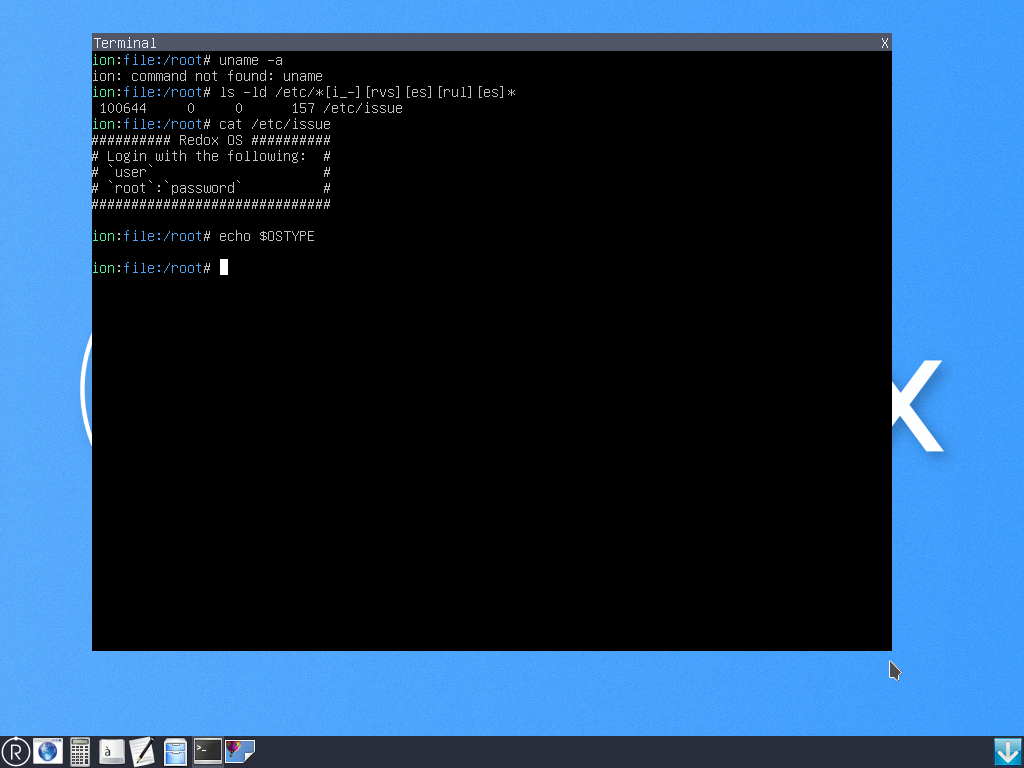 Terminal X
ion:file:/root# uname -a
ion: command not found: uname
ion:file:/root# ls -ld /etc/*[i_-][rvs][es][rul][es]*
100644 0 0 157 /etc/issue
ion:file:/root# cat /etc/issue
########## Redox OS ##########
# Login with the following: #
# `user` #
# `root`:`password` #
##############################
ion:file:/root# echo $OSTYPE
ion:file:/root#
x
R
à
>_